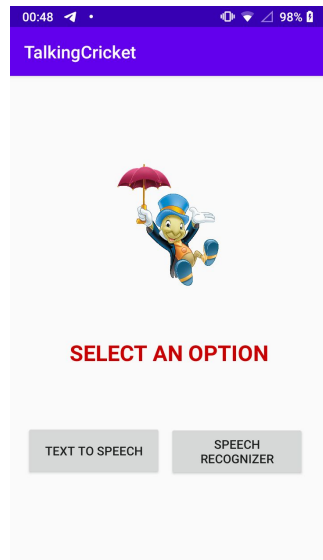 00:48 98%
TalkingCricket
SELECT AN OPTION
TEXT TO SPEECH
SPEECH
RECOGNIZER